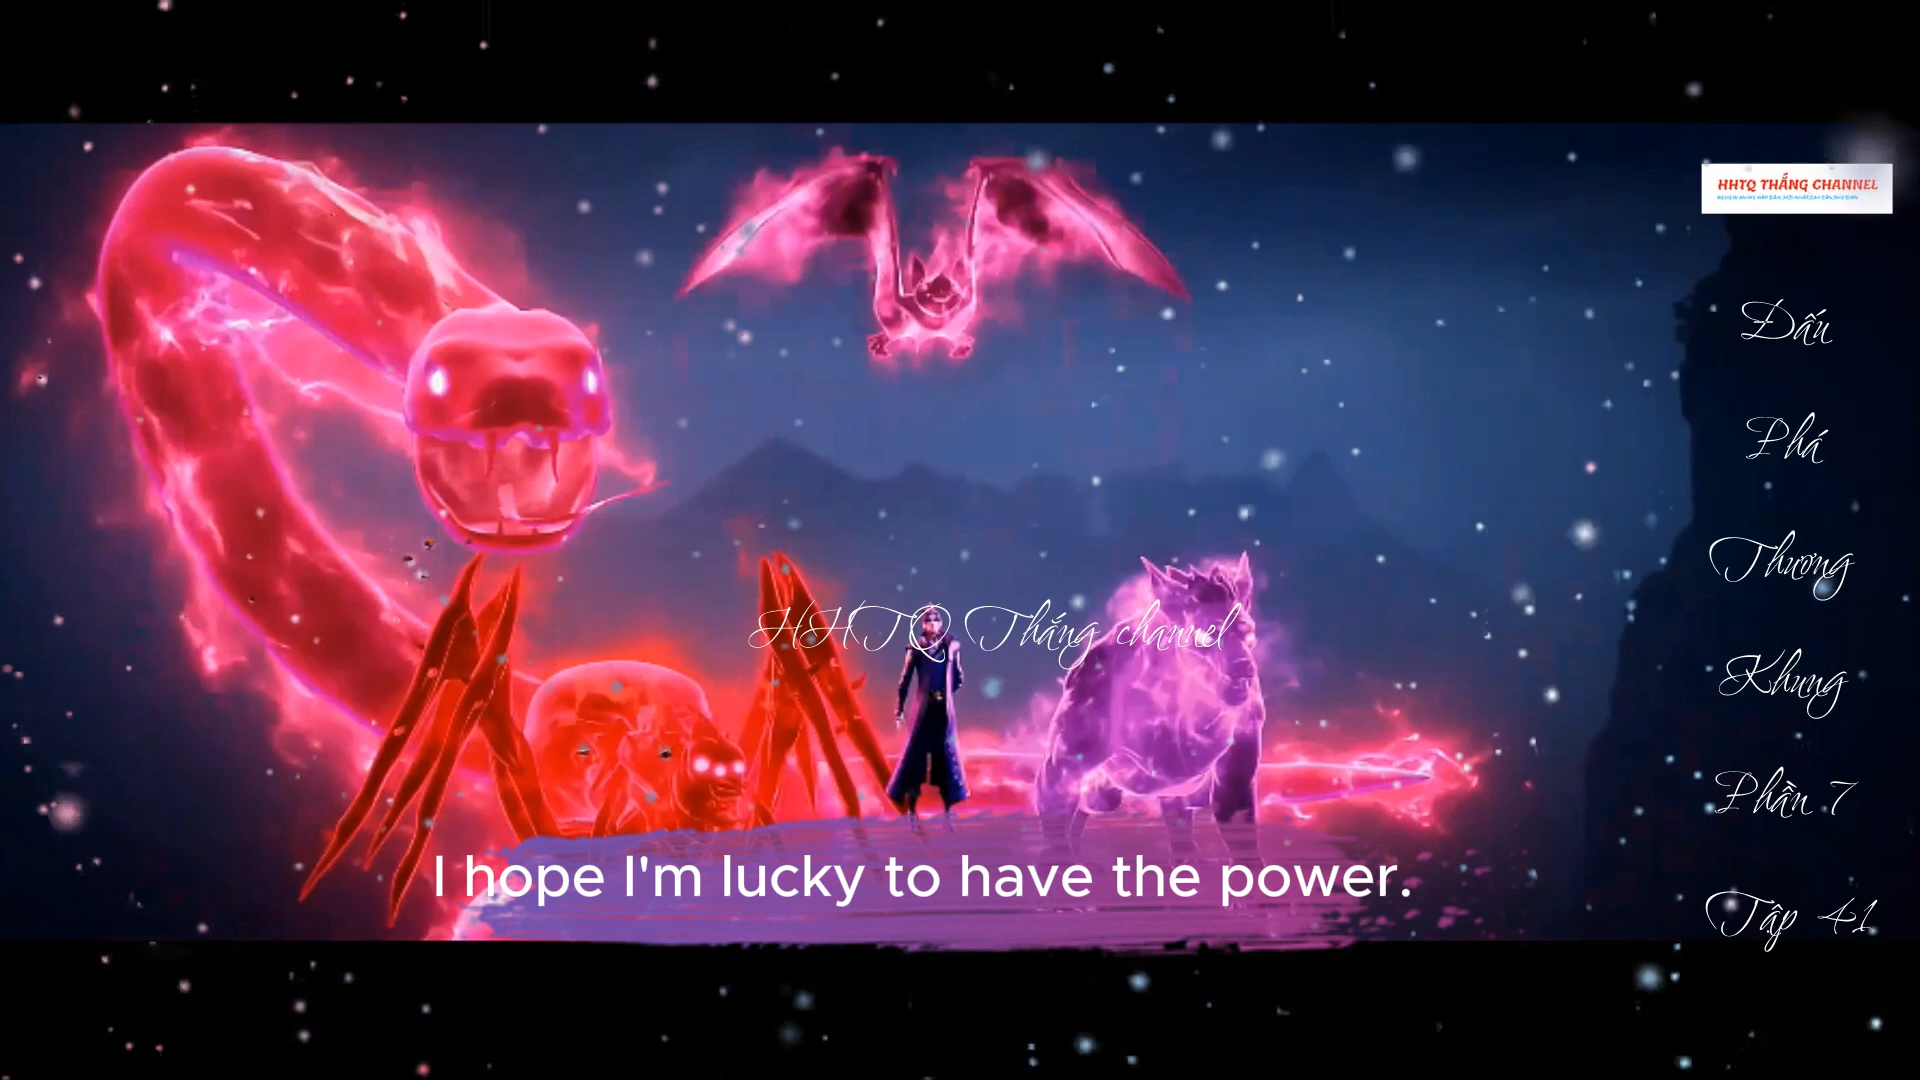 HHTQ THẮNG CHANNEL
Đấu
Phá
Thương
Khung
Phần 7
Tập 41
HHTQ Thắng channel
I hope I'm lucky to have the power.